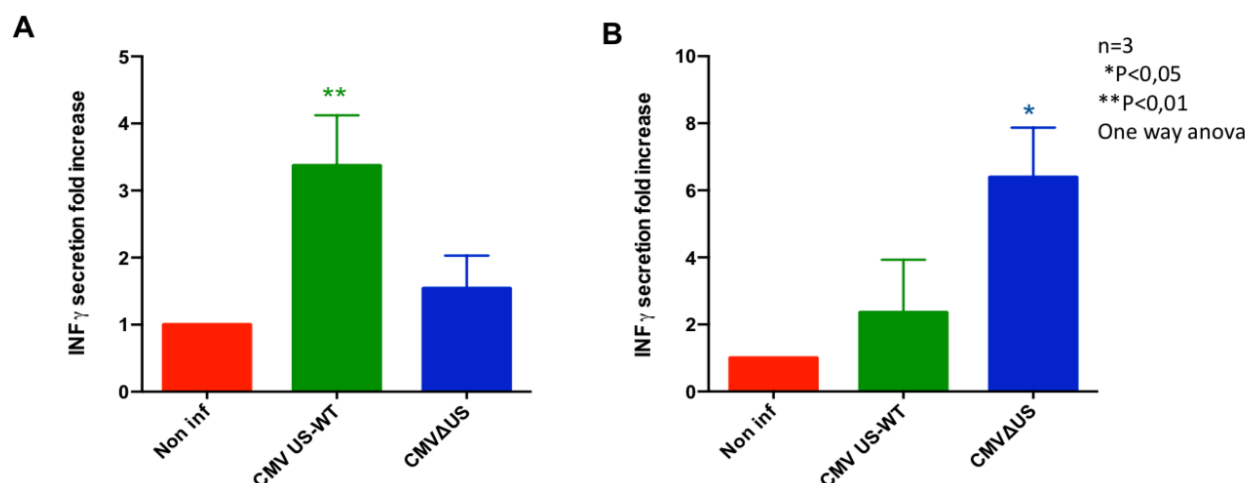 A
INF γ secretion fold increase
5
4
3
2
1
0
**
Non inf
CMV US-WT
CMVΔUS
B
INF γ secretion fold increase
10
8
6
4
2
0
*
Non inf
CMV US-WT
CMVΔUS
n=3
*P<0,05
**P<0,01
One way anova